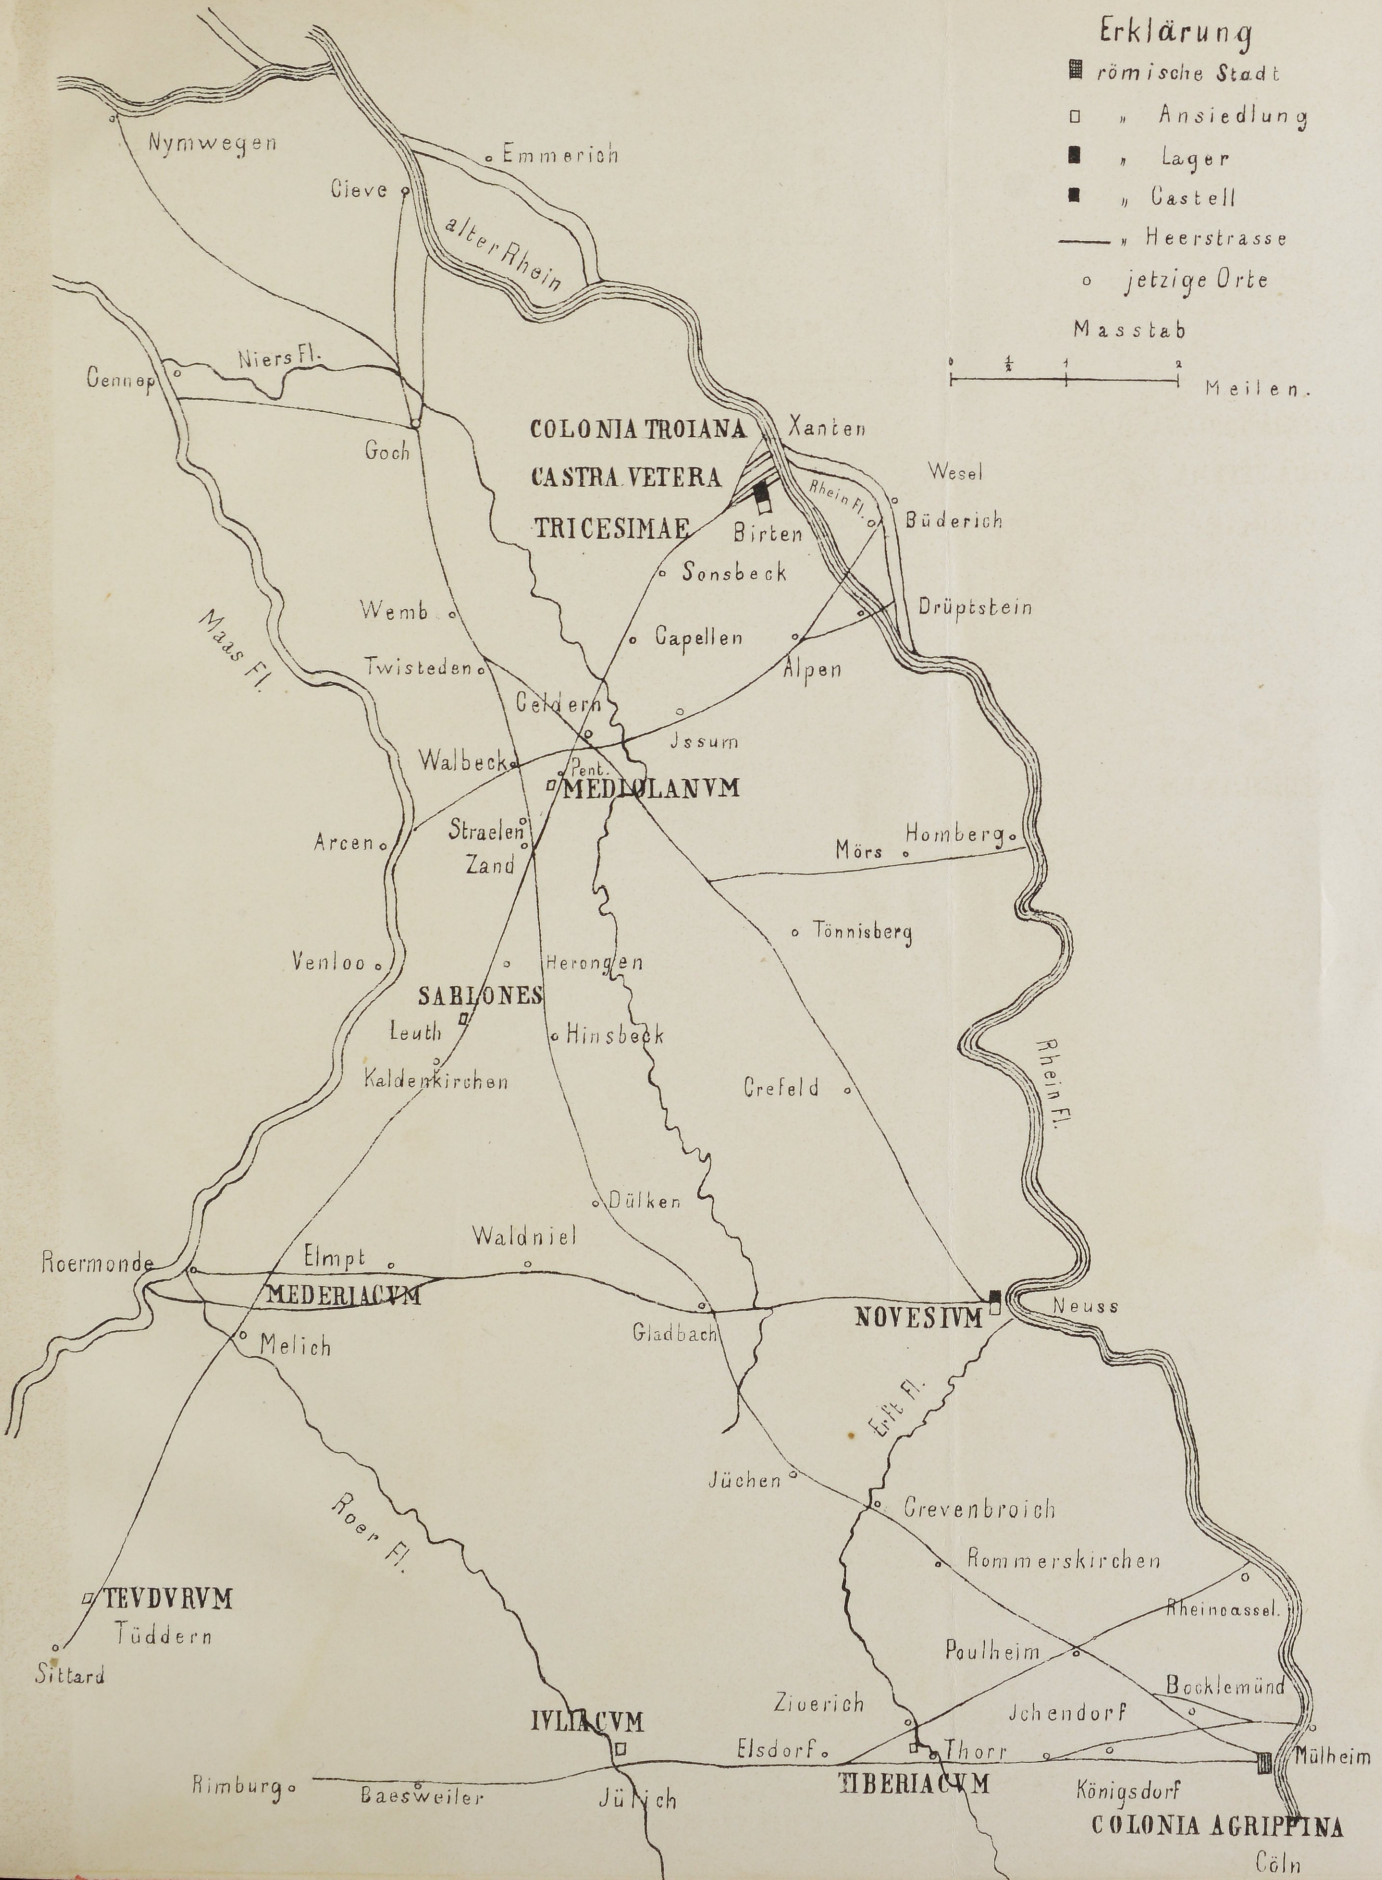 Erklärung
römische Stadt
" Ansiedlung
" Lager
" Castell
" Heerstrasse
jetzige Orte
Masstab
0 ½ 1 2
Meilen.
Nymwegen
Emmerich
Cleve
alter Rhein
Niers Fl.
Gennep
Goch
COLONIA TROIANA
Xanten
CASTRA VETERA
Wesel
Rhein Fl.
TRICESIMAE
Birten
Büderich
Sonsbeck
Wemb
Drüptstein
Maas Fl.
Capellen
Twisteden
Alpen
Geldern
Jssum
Walbeck
Pont.
MEDIOLANVM
Straelen
Arcen
Homberg
Mörs
Zand
Tönnisberg
Venloo
Herongen
SABLONES
Leuth
Hinsbeck
Rhein Fl.
Kaldenkirchen
Crefeld
Dülken
Waldniel
Roermonde
Elmpt
MEDERIACVM
NOVESIVM
Neuss
Melich
Gladbach
Erft Fl.
Jüchen
Grevenbroich
Roer Fl.
Rommerskirchen
TEVDVRVM
Rheincassel.
Tüddern
Poulheim
Sittard
Bocklemünd
Ziverich
Jchendorf
IVLIACVM
Elsdorf
Thorr
Mülheim
Rimburg
Baesweiler
TIBERIACVM
Königsdorf
Jülich
COLONIA AGRIPPINA
Cöln